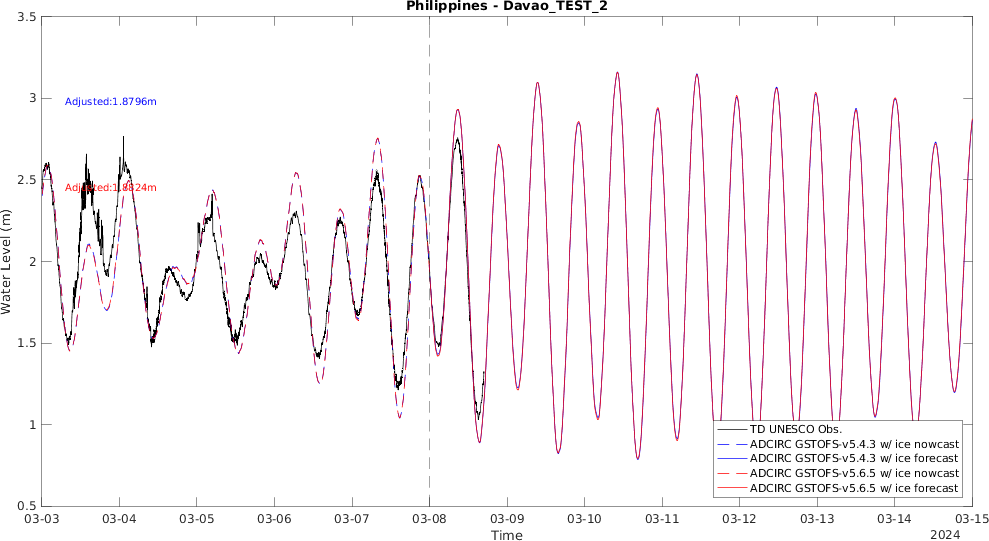 Philippines - Davao_TEST_2
3.5
3
2.5
2
1.5
1
0.5
Water Level (m)
Adjusted:1.8796m
Adjusted:1.8824m
TD UNESCO Obs.
ADCIRC GSTOFS-v5.4.3 w/ ice nowcast
ADCIRC GSTOFS-v5.4.3 w/ ice forecast
ADCIRC GSTOFS-v5.6.5 w/ ice nowcast
ADCIRC GSTOFS-v5.6.5 w/ ice forecast
03-03 03-04 03-05 03-06 03-07 03-08 03-09 03-10 03-11 03-12 03-13 03-14 03-15
Time
2024